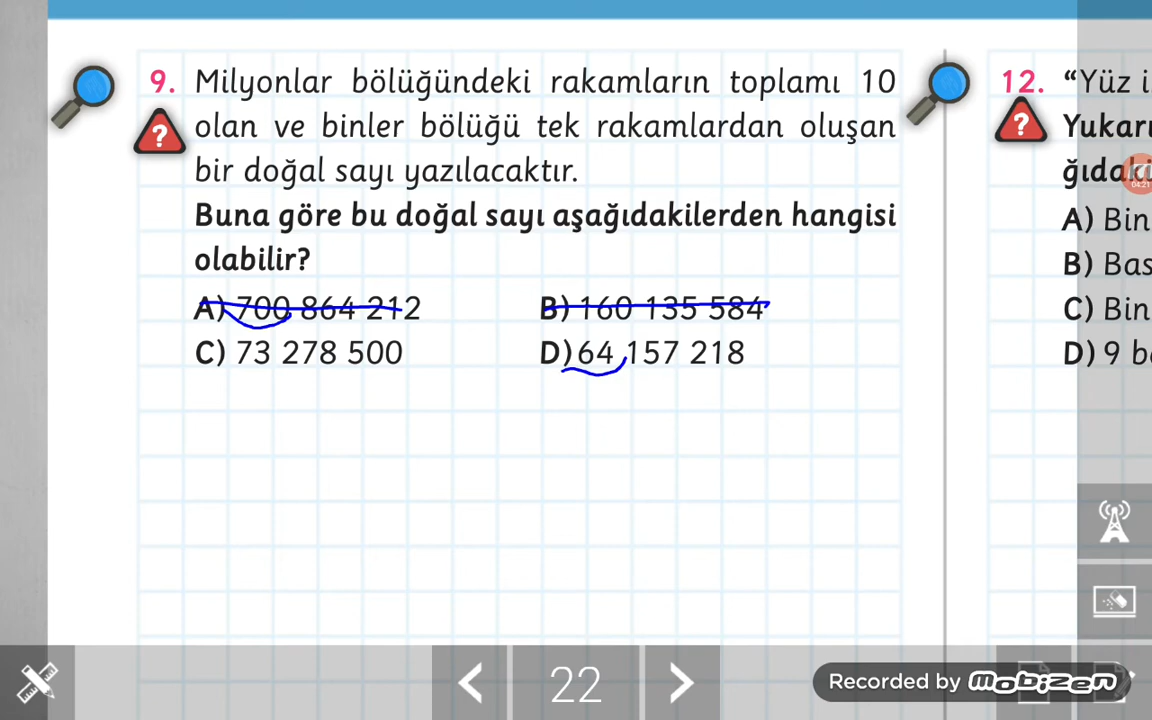 9. Milyonlar bölüğündeki rakamların toplamı 10
olan ve binler bölüğü tek rakamlardan oluşan
bir doğal sayı yazılacaktır.
Buna göre bu doğal sayı aşağıdakilerden hangisi
olabilir?
A) 700 864 212 B) 160 135 584
C) 73 278 500 D) 64 157 218
12. “Yüz i
Yukarı
ğıdaki
A) Bin
B) Bas
C) Bin
D) 9 b
04:21
22
Recorded by mobizen